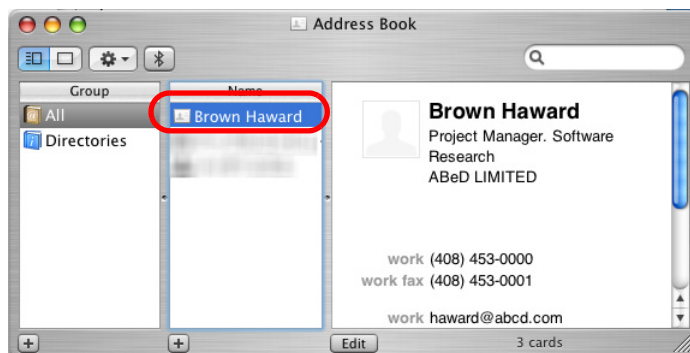 Address Book
Group
Name
All
Directories
Brown Haward
Brown Haward
Project Manager. Software
Research
ABeD LIMITED
work (408) 453-0000
work fax (408) 453-0001
work haward@abcd.com
Edit
3 cards